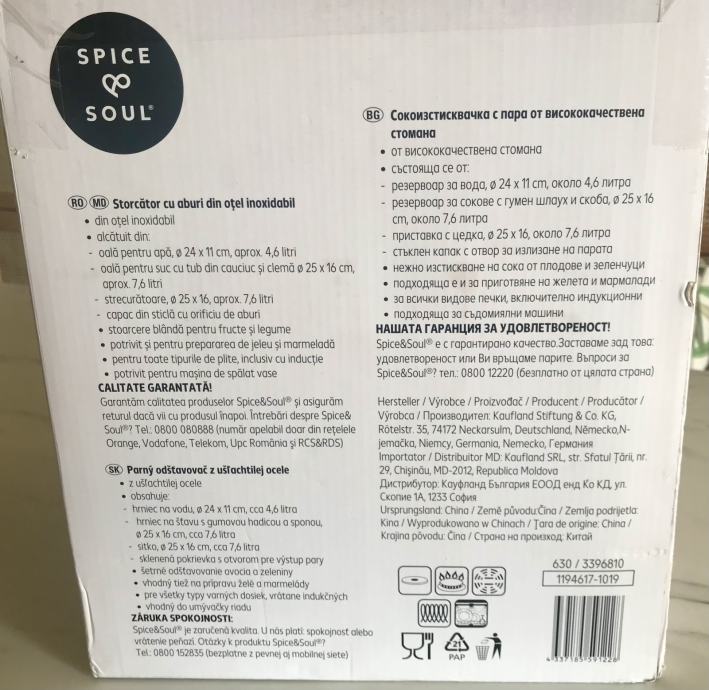 SPICE
&
SOUL®
RO MD Storcător cu aburi din oțel inoxidabil
• din oțel inoxidabil
• alcătuit din:
- oală pentru apă, ø 24 x 11 cm, aprox. 4,6 litri
- oală pentru suc cu tub din cauciuc și clemă ø 25 x 16 cm,
aprox. 7,6 litri
- strecurătoare, ø 25 x 16, aprox. 7,6 litri
- capac din sticlă cu orificiu de aburi
• stoarcere blândă pentru fructe și legume
• potrivit și pentru prepararea de jeleu și marmeladă
• pentru toate tipurile de plite, inclusiv cu inducție
• potrivit pentru mașina de spălat vase
CALITATE GARANTATĂ!
Garantăm calitatea produselor Spice&Soul® și asigurăm
returul dacă vii cu produsul înapoi. Întrebări despre Spice&
Soul®? Tel.: 0800 080888 (număr apelabil doar din rețelele
Orange, Vodafone, Telekom, Upc România și RCS&RDS)
SK Parný odšťavovač z ušľachtilej ocele
• z ušľachtilej ocele
• obsahuje:
- hrniec na vodu, ø 24 x 11 cm, cca 4,6 litra
- hrniec na šťavu s gumovou hadicou a sponou,
ø 25 x 16 cm, cca 7,6 litra
- sitko, ø 25 x 16 cm, cca 7,6 litra
- sklenená pokrievka s otvorom pre výstup pary
• šetrné odšťavovanie ovocia a zeleniny
• vhodný tiež na prípravu želé a marmelády
• pre všetky typy varných dosiek, vrátane indukčných
• vhodný do umývačky riadu
ZÁRUKA SPOKOJNOSTI:
Spice&Soul® je zaručená kvalita. U nás platí: spokojnosť alebo
vrátenie peňazí. Otázky k produktu Spice&Soul®?
Tel.: 0800 152835 (bezplatne z pevnej aj mobilnej siete)
BG Сокоизстисквачка с пара от висококачествена
стомана
• от висококачествена стомана
• състояща се от:
- резервоар за вода, ø 24 x 11 cm, около 4,6 литра
- резервоар за сокове с гумен шлаух и скоба, ø 25 x 16
cm, около 7,6 литра
- приставка с цедка, ø 25 x 16, около 7,6 литра
- стъклен капак с отвор за излизане на парата
• нежно изстискване на сока от плодове и зеленчуци
• подходяща е и за приготвяне на желета и мармалади
• за всички видове печки, включително индукционни
• подходяща за съдомиялни машини
НАШАТА ГАРАНЦИЯ ЗА УДОВЛЕТВОРЕНОСТ!
Spice&Soul® е с гарантирано качество.Заставаме зад това:
удовлетвореност или Ви връщаме парите. Въпроси за
Spice&Soul®? тел.: 0800 12220 (безплатно от цялата страна)
Hersteller / Výrobce / Proizvođač / Producent / Producător /
Výrobca / Производител: Kaufland Stiftung & Co. KG,
Rötelstr. 35, 74172 Neckarsulm, Deutschland, Německo,N-
jemačka, Niemcy, Germania, Nemecko, Германия
Importator / Distribuitor MD: Kaufland SRL, str. Sfatul Țării, nr.
29, Chișinău, MD-2012, Republica Moldova
Дистрибутор: Кауфланд България ЕООД енд Ко КД, ул.
Скопие 1А, 1233 София
Ursprungsland: China / Země původu:Čína / Zemlja podrijetla:
Kina / Wyprodukowano w Chinach / Țara de origine: China /
Krajina pôvodu: Čína / Страна на произход: Китай
630 / 3396810
1194617-1019
21
PAP
4 337185 591228